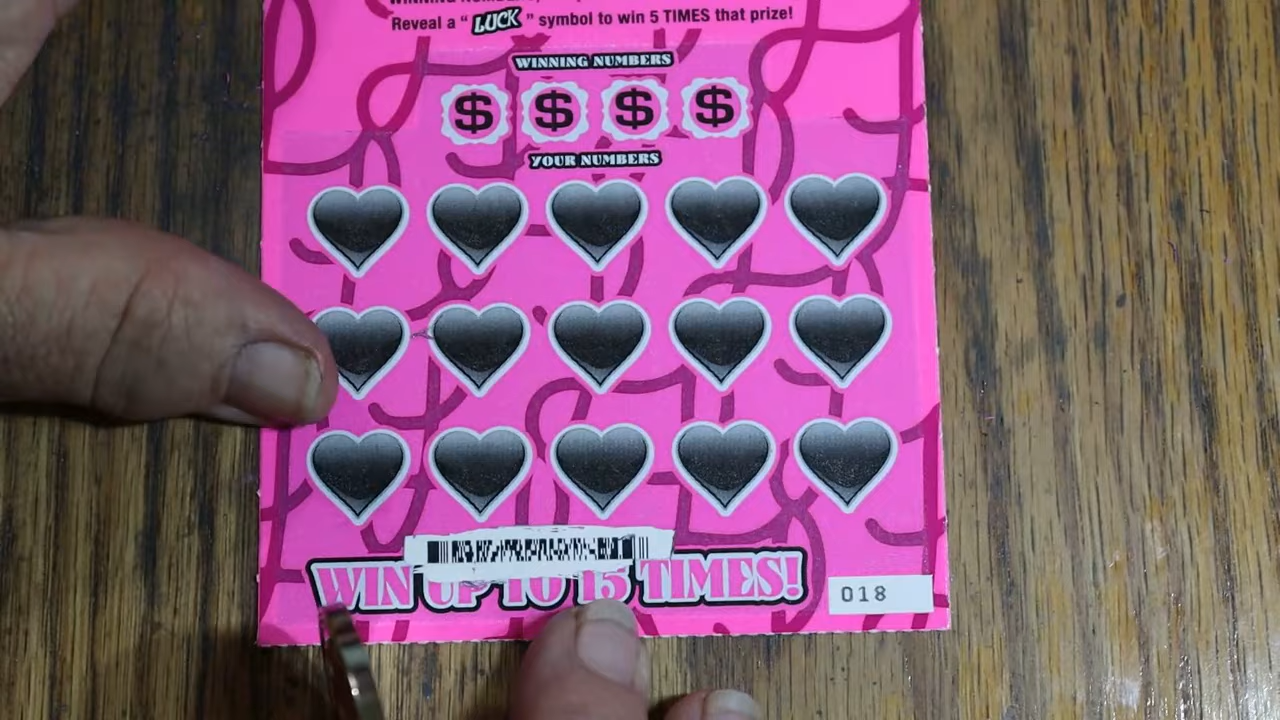 Reveal a “ LUCK ” symbol to win 5 TIMES that prize!
WINNING NUMBERS
$ $ $ $
YOUR NUMBERS
WIN UP TO 15 TIMES!
018